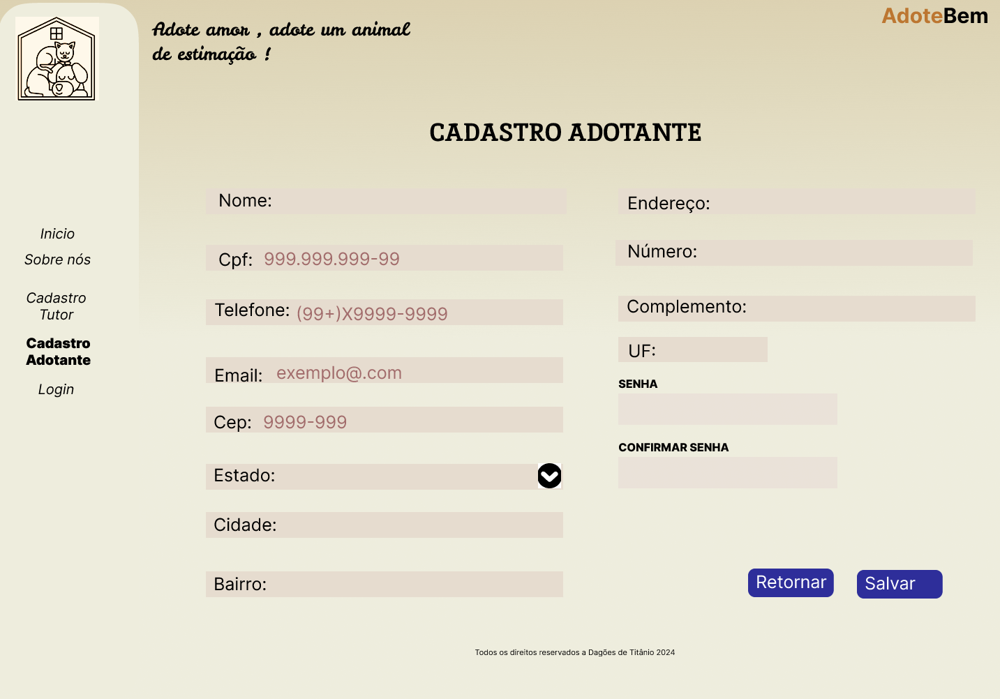 Adote amor , adote um animal
de estimação !
AdoteBem
Inicio
Sobre nós
Cadastro
Tutor
Cadastro
Adotante
Login
CADASTRO ADOTANTE
Nome:
Cpf: 999.999.999-99
Telefone: (99+)X9999-9999
Email: exemplo@.com
Cep: 9999-999
Estado:
Cidade:
Bairro:
Endereço:
Número:
Complemento:
UF:
SENHA
CONFIRMAR SENHA
Retornar
Salvar
Todos os direitos reservados a Dagões de Titânio 2024